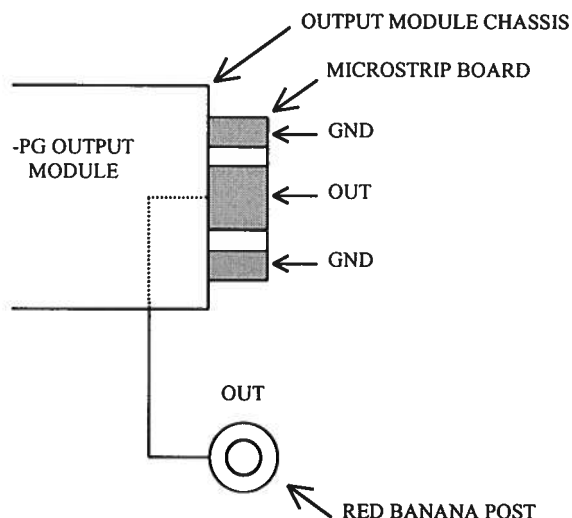 OUTPUT MODULE CHASSIS
MICROSTRIP BOARD
GND
-PG OUTPUT
MODULE
OUT
GND
OUT
RED BANANA POST